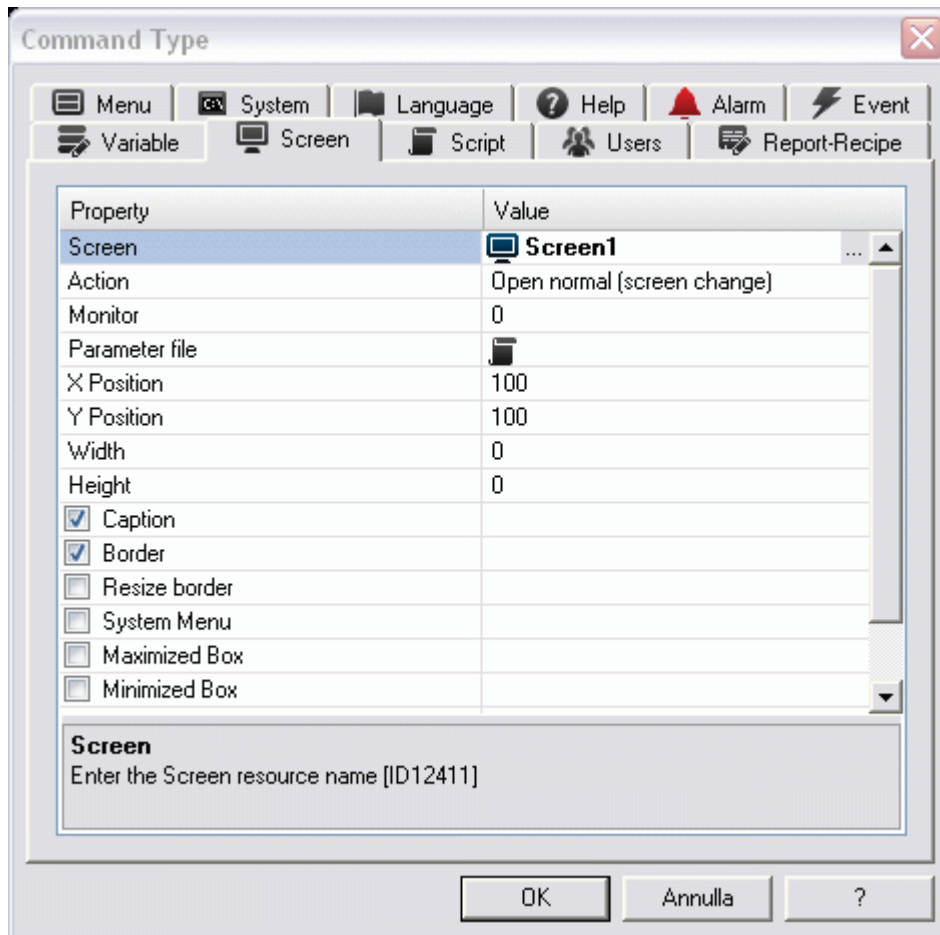 Command Type
Menu System Language Help Alarm Event
Variable Screen Script Users Report-Recipe
Property Value
Screen Screen1 ...
Action Open normal (screen change)
Monitor 0
Parameter file
X Position 100
Y Position 100
Width 0
Height 0
Caption
Border
Resize border
System Menu
Maximized Box
Minimized Box
Screen
Enter the Screen resource name [ID12411]
OK Annulla ?